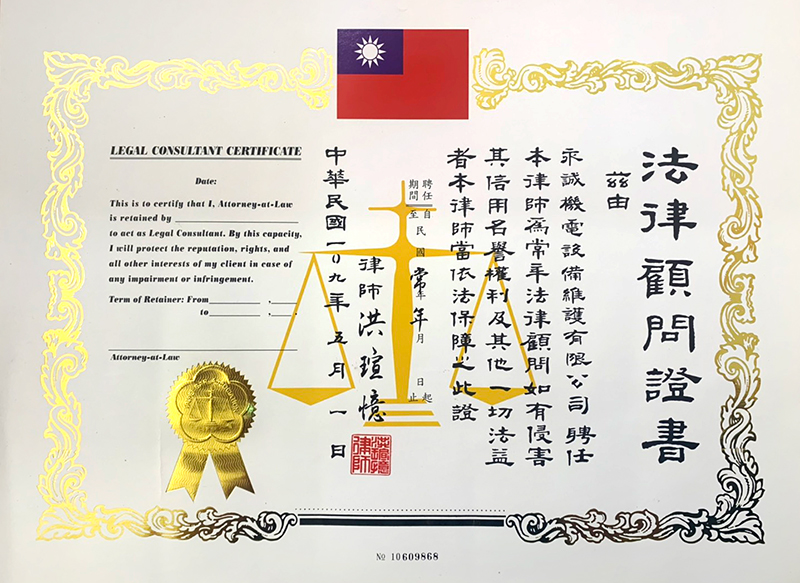 法律顧問證書
茲由
永誠機電設備維護有限公司 聘任
本律師為常年法律顧問如有侵害
其信用名譽權利及其他一切法益
者本律師當依法保障之此證
聘任期間 自民國 常年 年 月 日起
至 止
律師 洪瑄憶
中華民國一0九年五月一日
LEGAL CONSULTANT CERTIFICATE
Date:
This is to certify that I, Attorney-at-Law
is retained by
to act as Legal Consultant. By this capacity,
I will protect the reputation, rights, and
all other interests of my client in case of
any impairment or infringement.
Term of Retainer: From ,
to ,
Attorney-at-Law
№ 10609868